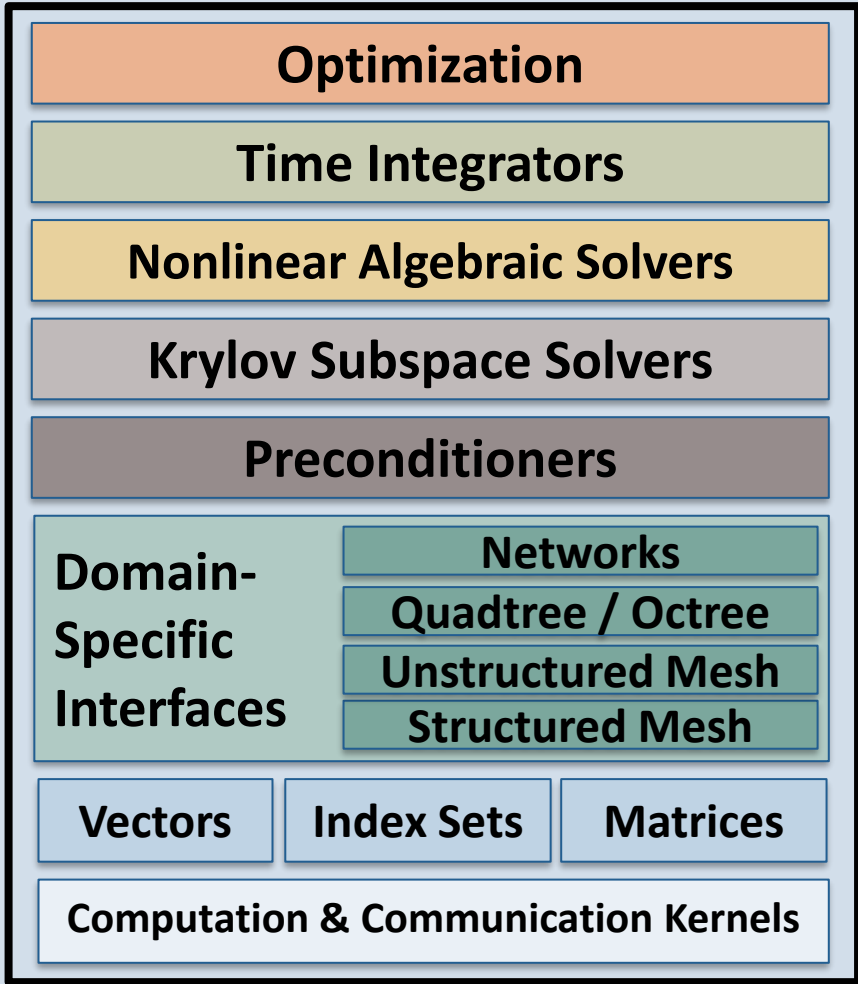 Optimization
Time Integrators
Nonlinear Algebraic Solvers
Krylov Subspace Solvers
Preconditioners
Domain-
Specific
Interfaces
Networks
Quadtree / Octree
Unstructured Mesh
Structured Mesh
Vectors
Index Sets
Matrices
Computation & Communication Kernels